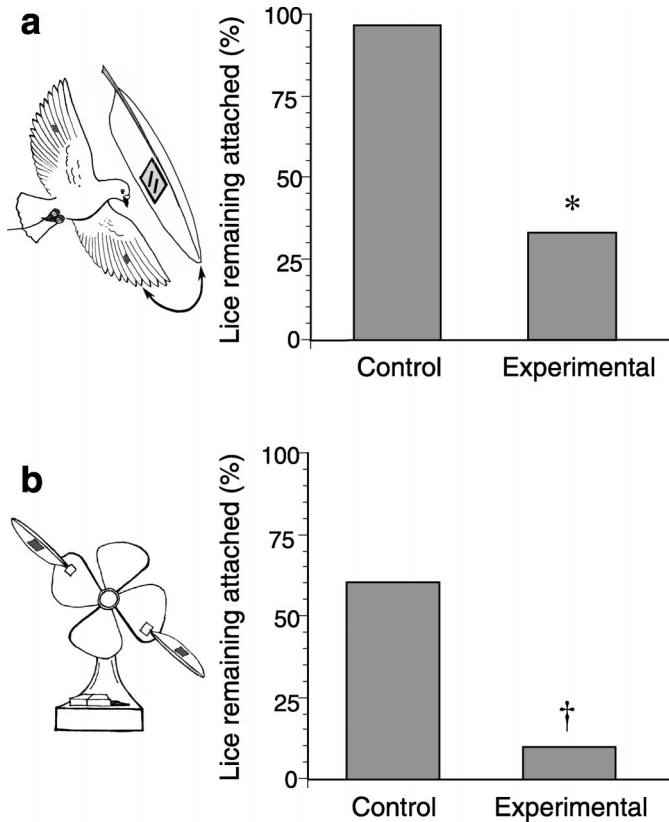 a
Lice remaining attached (%)
100
75
50
25
0
*
Control Experimental
b
Lice remaining attached (%)
100
75
50
25
0
†
Control Experimental